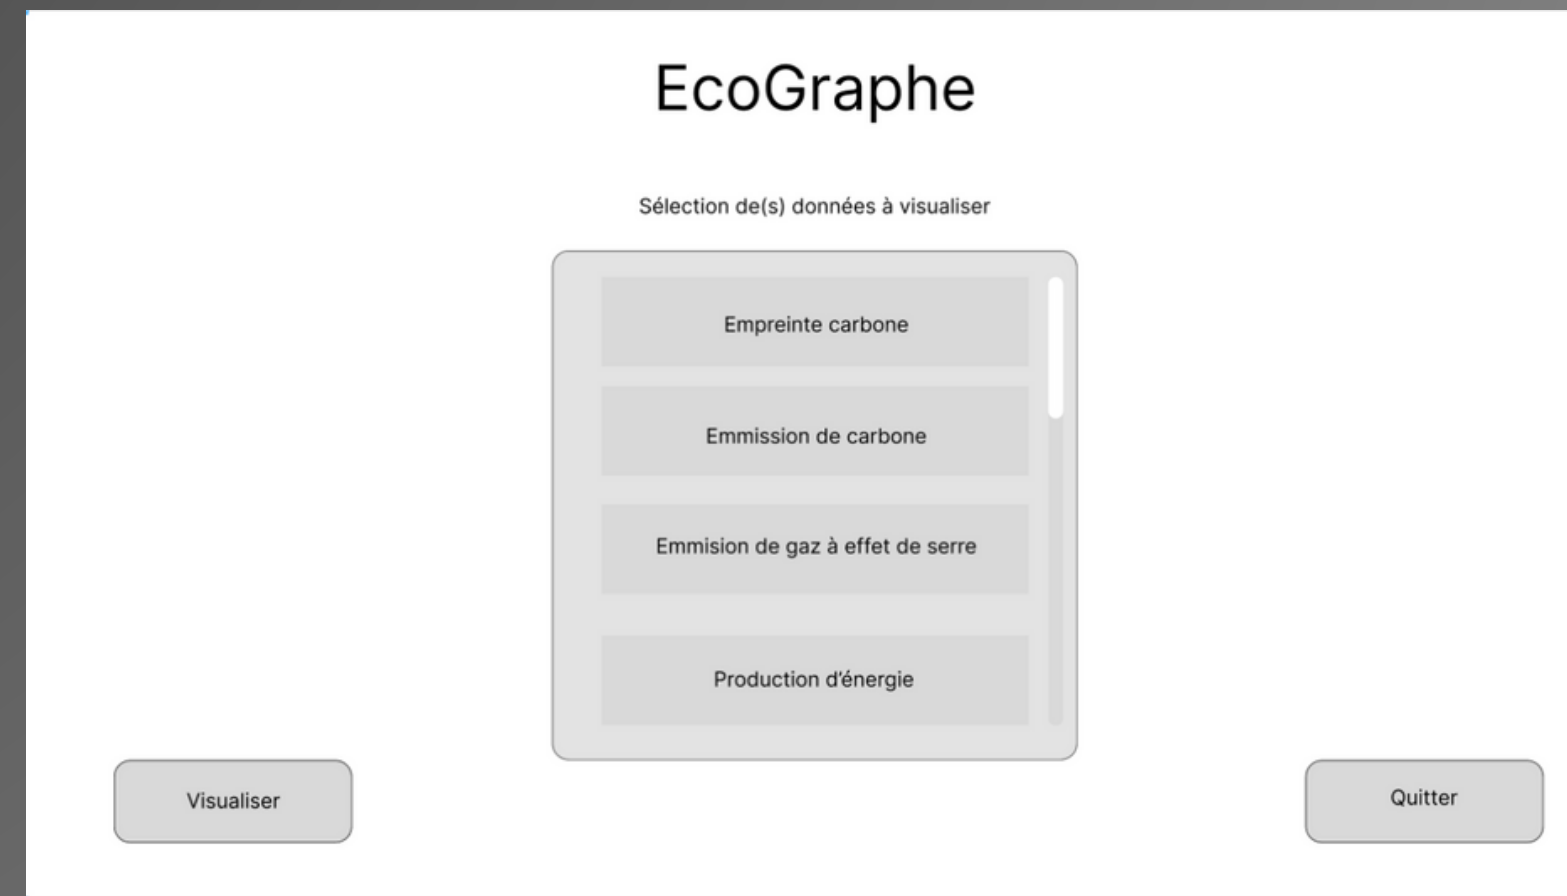 EcoGraphe
Sélection de(s) données à visualiser
Empreinte carbone
Emmission de carbone
Emmision de gaz à effet de serre
Production d'énergie
Visualiser
Quitter